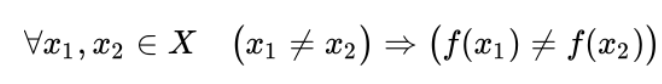 ∀x₁, x₂ ∈ X (x₁ ≠ x₂) ⇒ (f(x₁) ≠ f(x₂))